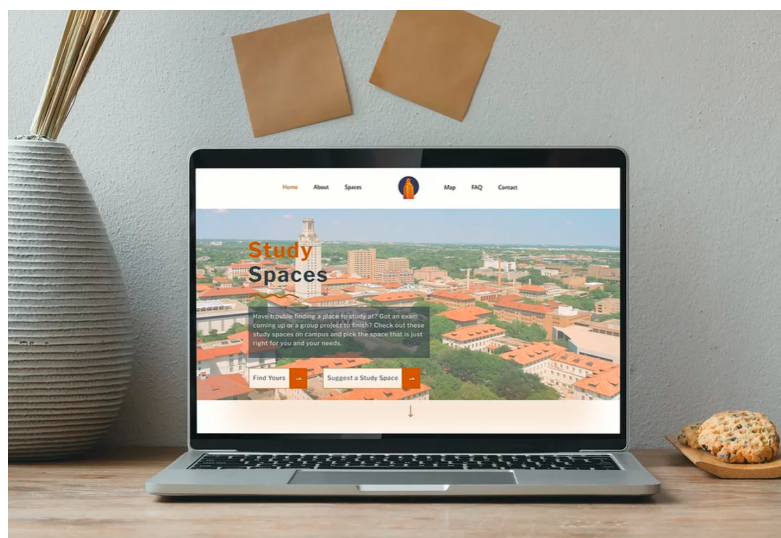 Home About Spaces Map FAQ Contact
Study
Spaces
Have trouble finding a place to study at? Got an exam
coming up or a group project to finish? Check out these
study spaces on campus and pick the space that is just
right for you and your needs.
Find Yours → Suggest a Study Space →
↓